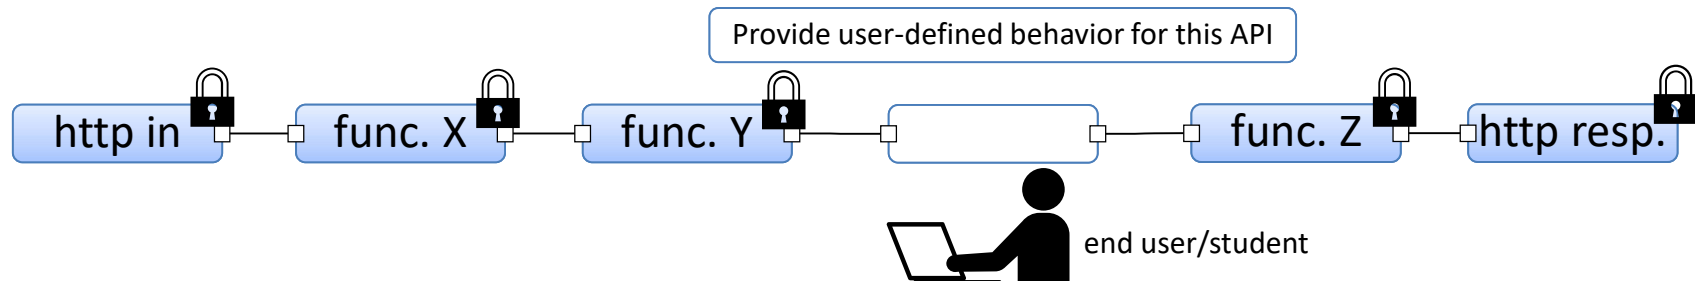 Provide user-defined behavior for this API
http in
func. X
func. Y
func. Z
http resp.
end user/student